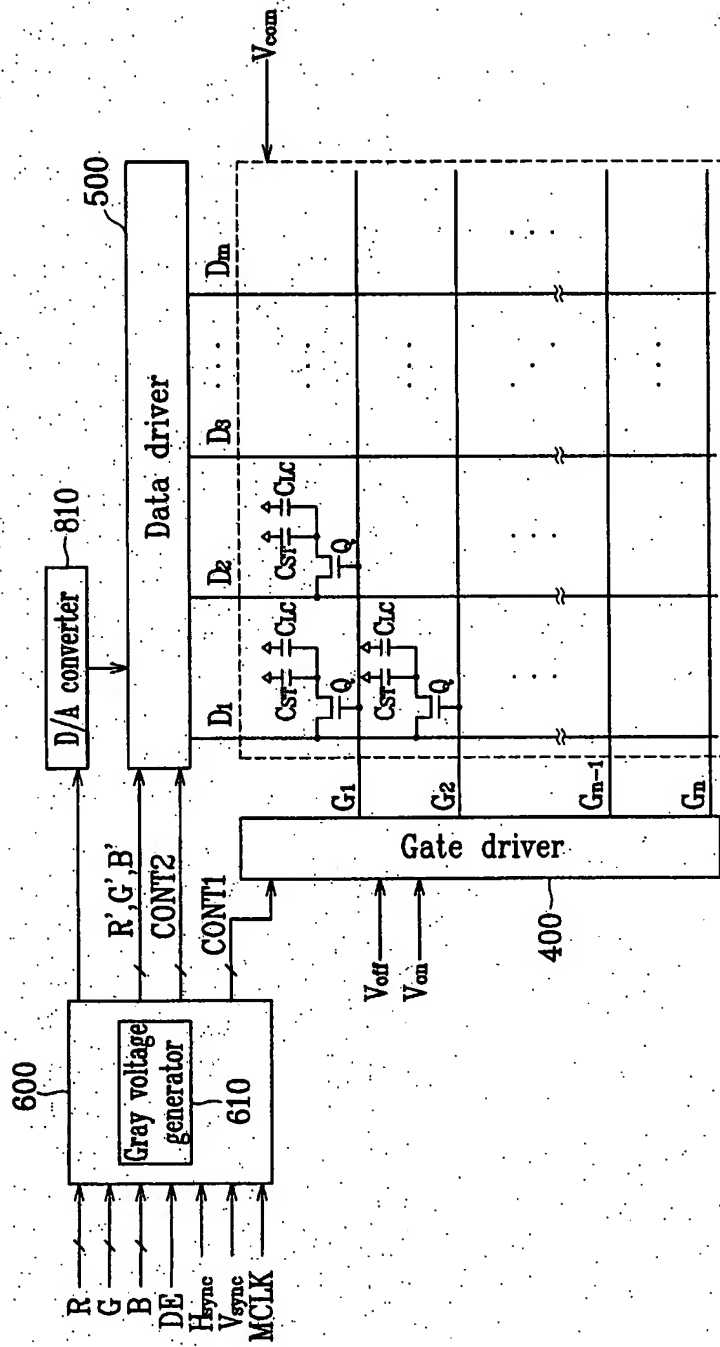 R
G
B
DE
Hsync
Vsync
MCLK
600
Gray voltage
generator
610
R',G',B'
CONT2
CONT1
D/A converter
810
Data driver
500
Voff
Von
Gate driver
400
Vcom
D1
D2
D3
· · ·
Dm
G1
G2
Gn-1
Gn
CST
CLC
Q
CST
CLC
Q
CST
CLC
Q